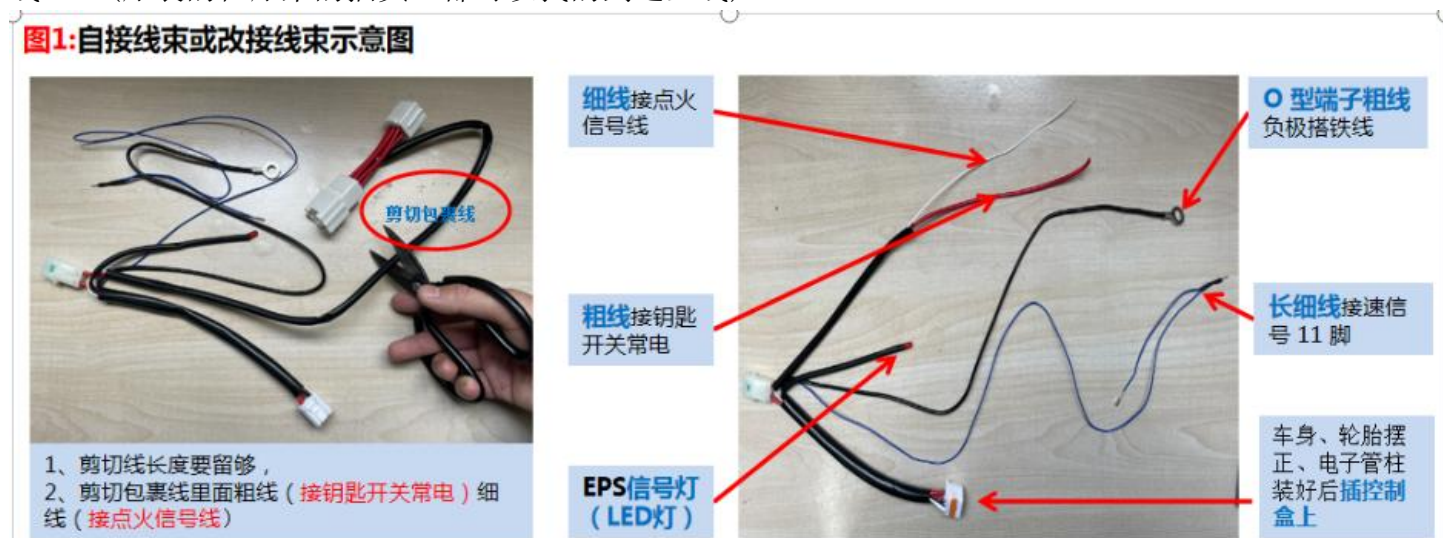 图1:自接线束或改接线束示意图
剪切包裹线
1、剪切线长度要留够，
2、剪切包裹线里面粗线（接钥匙开关常电）细
线（接点火信号线）
细线接点火
信号线
粗线接钥匙
开关常电
EPS信号灯
（LED灯）
O 型端子粗线
负极搭铁线
长细线接速信
号 11 脚
车身、轮胎摆
正、电子管柱
装好后插控制
盒上